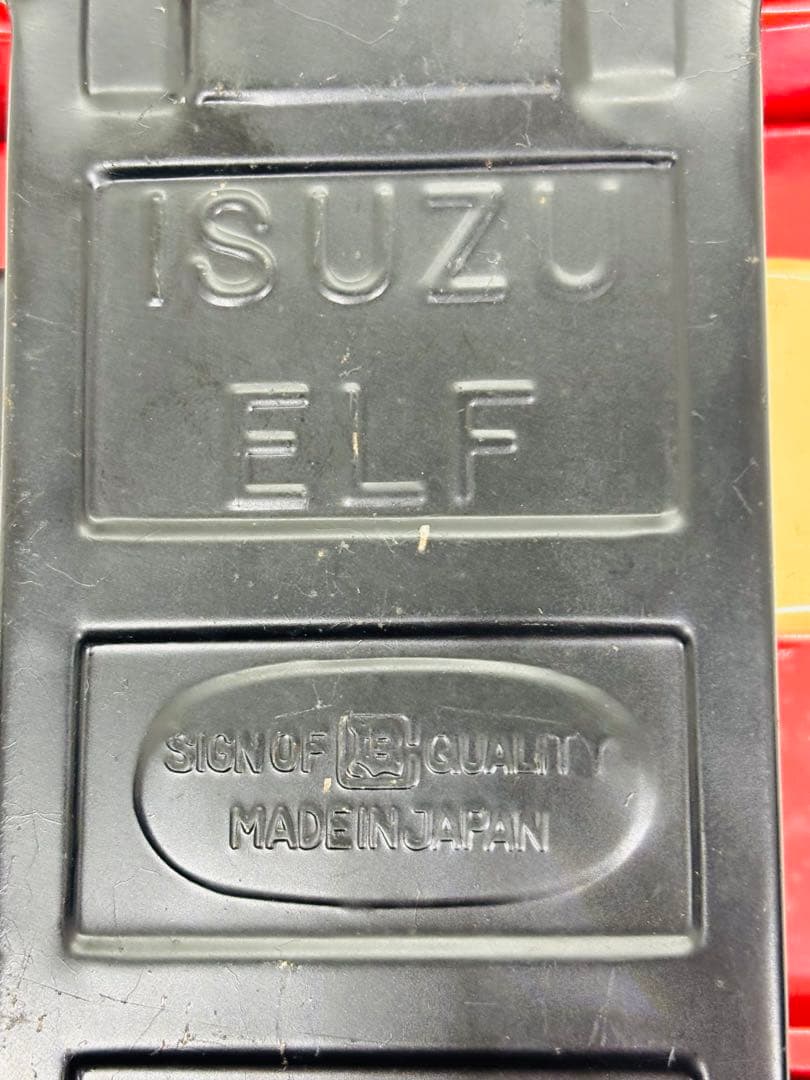 ISUZU
ELF
SIGN OF B QUALITY
MADE IN JAPAN